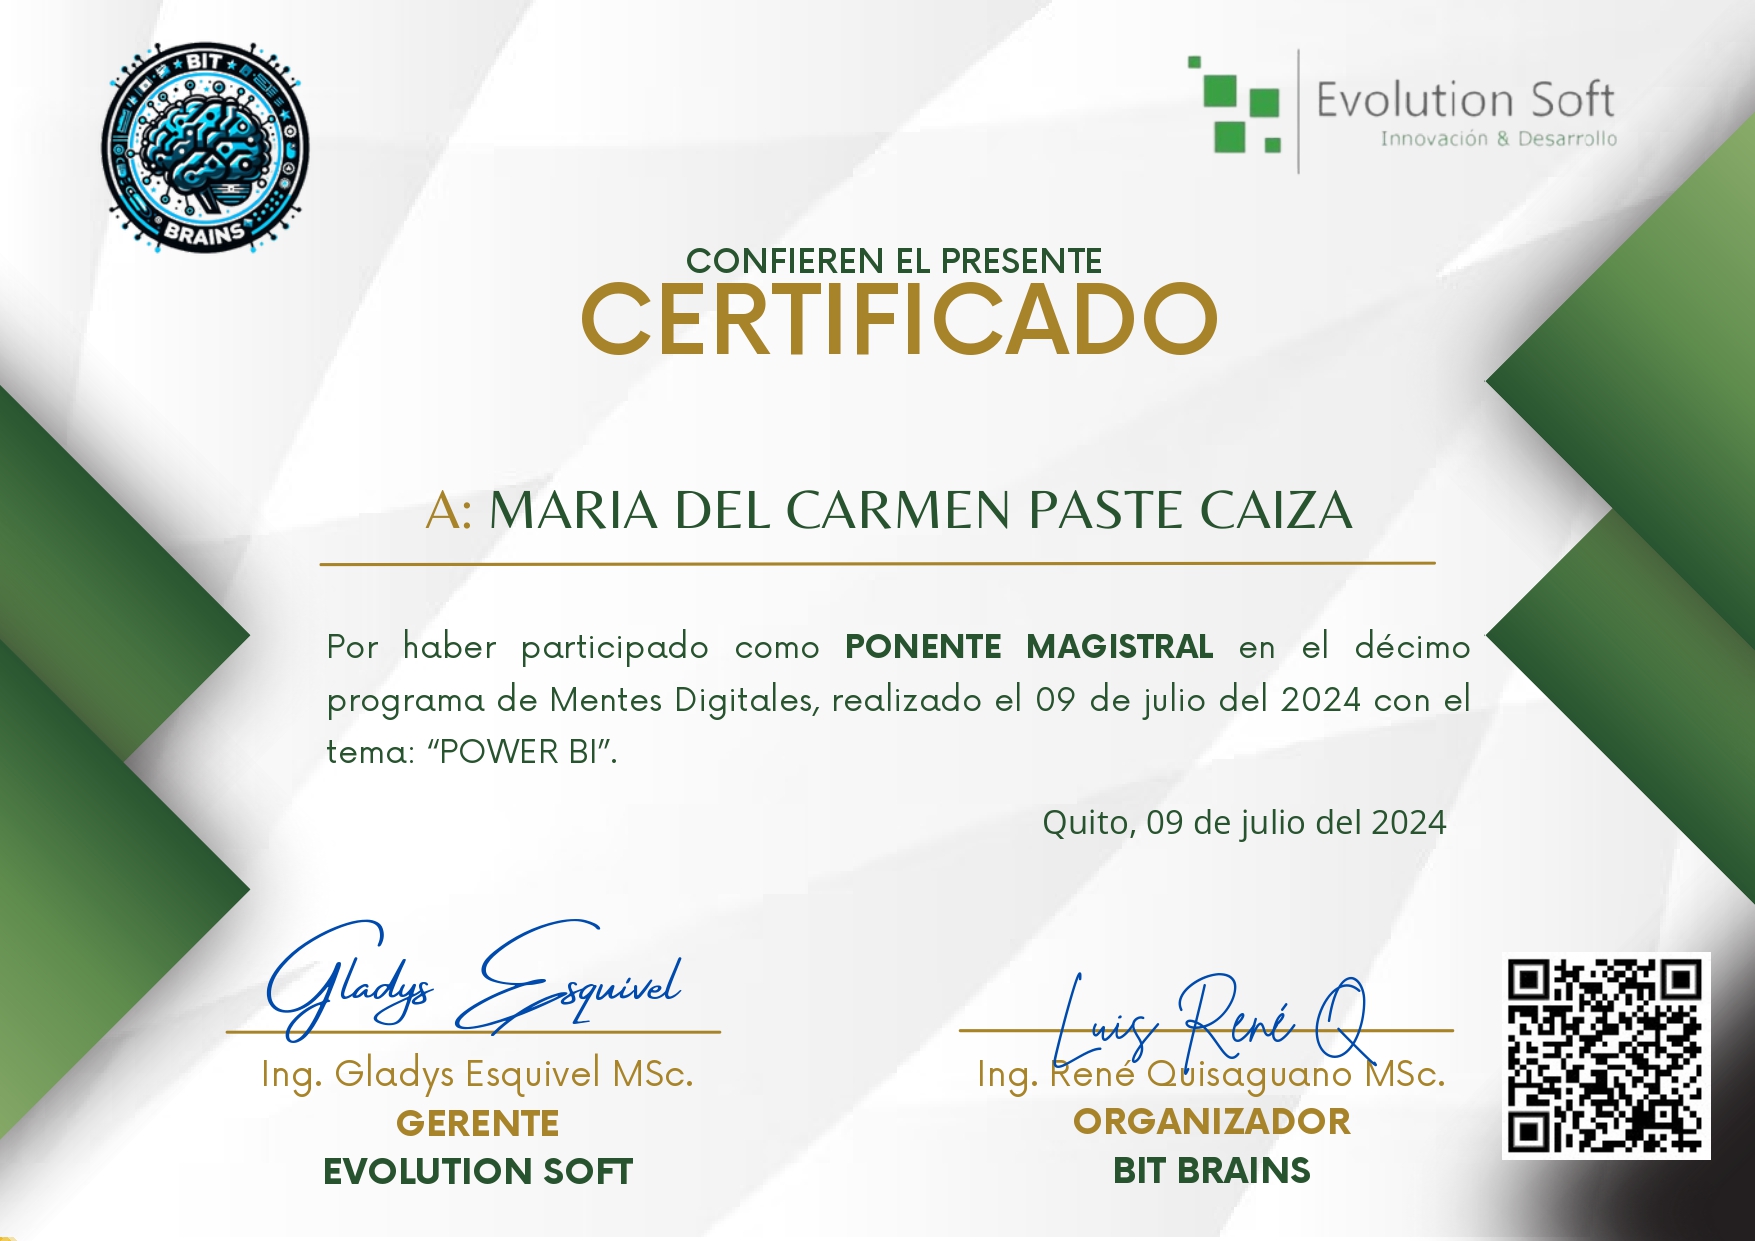 BIT
BRAINS
Evolution Soft
Innovación & Desarrollo
CONFIEREN EL PRESENTE
CERTIFICADO
A: MARIA DEL CARMEN PASTE CAIZA
Por haber participado como PONENTE MAGISTRAL en el décimo
programa de Mentes Digitales, realizado el 09 de julio del 2024 con el
tema: “POWER BI”.
Quito, 09 de julio del 2024
Gladys Esquivel
Luis René Q
Ing. Gladys Esquivel MSc.
GERENTE
EVOLUTION SOFT
Ing. René Quisaguano MSc.
ORGANIZADOR
BIT BRAINS